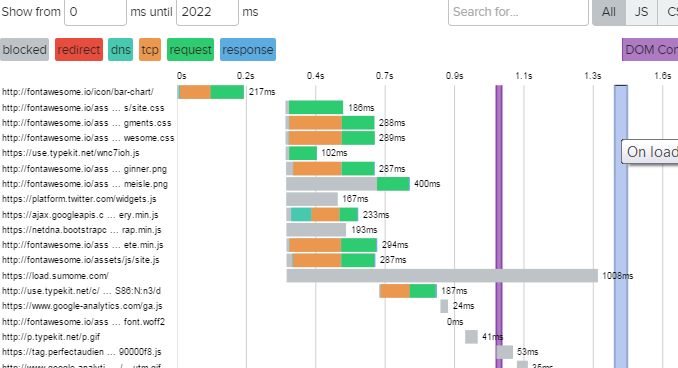 Show from 0 ms until 2022 ms Search for... All JS CS
blocked redirect dns tcp request response DOM Con
0s 0.2s 0.4s 0.7s 0.9s 1.1s 1.3s 1.6s
http://fontawesome.io/icon/bar-chart/ 217ms
http://fontawesome.io/ass ... s/site.css 186ms
http://fontawesome.io/ass ... gments.css 288ms
http://fontawesome.io/ass ... wesome.css 289ms
https://use.typekit.net/wnc7ioh.js 102ms
On load
http://fontawesome.io/ass ... ginner.png 287ms
http://fontawesome.io/ass ... meisle.png 400ms
https://platform.twitter.com/widgets.js 167ms
https://ajax.googleapis.c ... ery.min.js 233ms
https://netdna.bootstrapc ... rap.min.js 193ms
http://fontawesome.io/ass ... ete.min.js 294ms
http://fontawesome.io/assets/js/site.js 287ms
https://load.sumome.com/ 1008ms
http://use.typekit.net/c/ ... S86:N:n3/d 187ms
https://www.google-analytics.com/ga.js 24ms
http://fontawesome.io/ass ... font.woff2 0ms
http://p.typekit.net/p.gif 41ms
https://tag.perfectaudien ... 90000f8.js 53ms